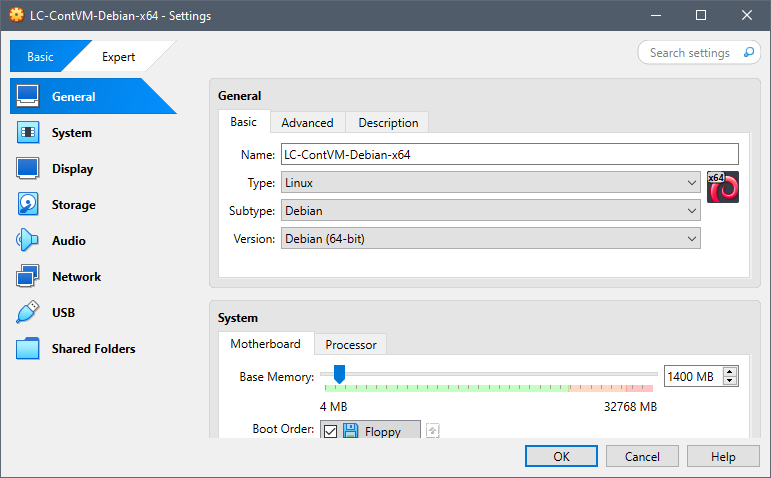 LC-ContVM-Debian-x64 - Settings
Basic Expert
Search settings
General
System
Display
Storage
Audio
Network
USB
Shared Folders
General
Basic Advanced Description
Name: LC-ContVM-Debian-x64
Type: Linux
x64
Subtype: Debian
Version: Debian (64-bit)
System
Motherboard Processor
Base Memory: 1400 MB
4 MB 32768 MB
Boot Order: Floppy
OK Cancel Help